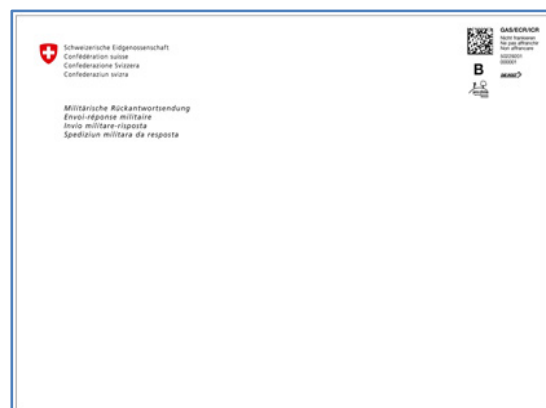 Schweizerische Eidgenossenschaft
Confédération suisse
Confederazione Svizzera
Confederaziun svizra
Militärische Rückantwortsendung
Envoi-réponse militaire
Invio militare-risposta
Spediziun militara da resposta
GAS/ECR/ICR
Nicht frankieren
Ne pas affranchir
Non affrancare
000001
B